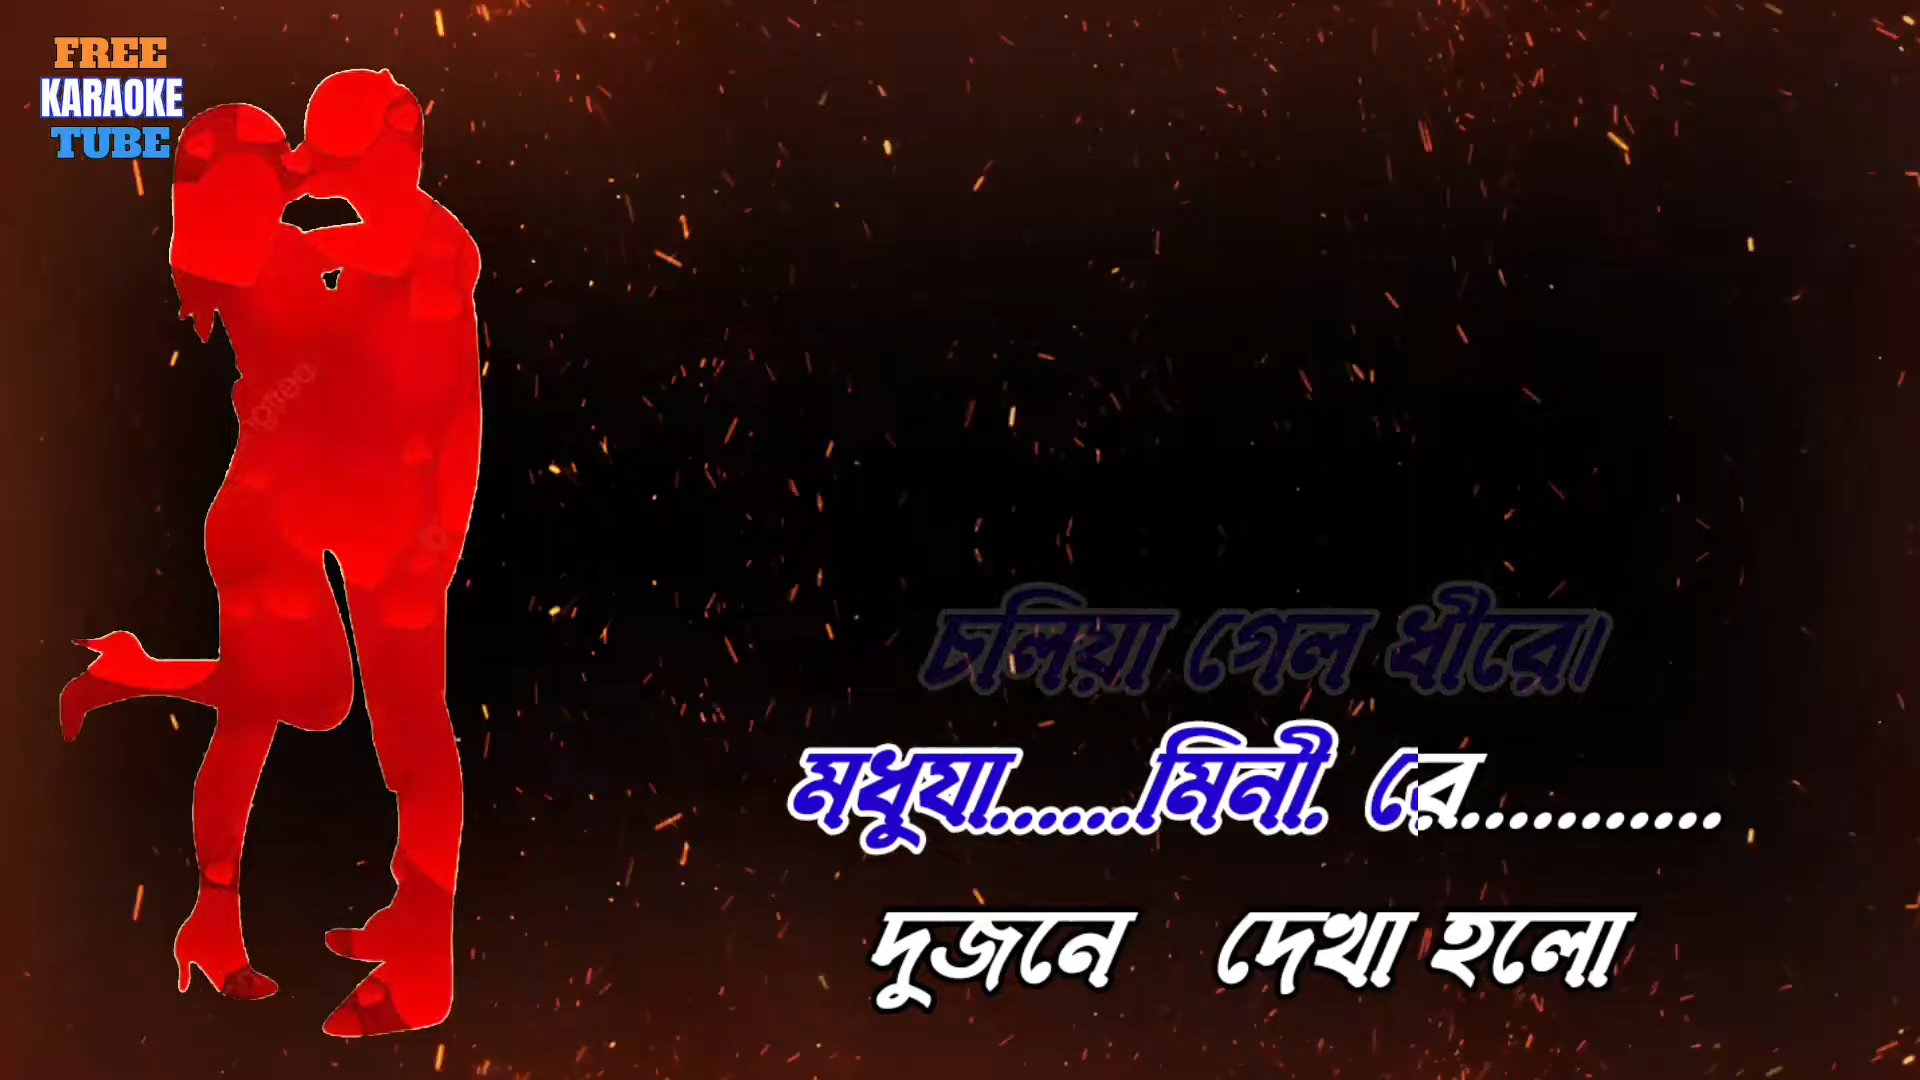 FREE
KARAOKE
TUBE
চলিয়া গেল ধীরে।
মধুযা......মিনী. রে...........
দুজনে দেখা হলো